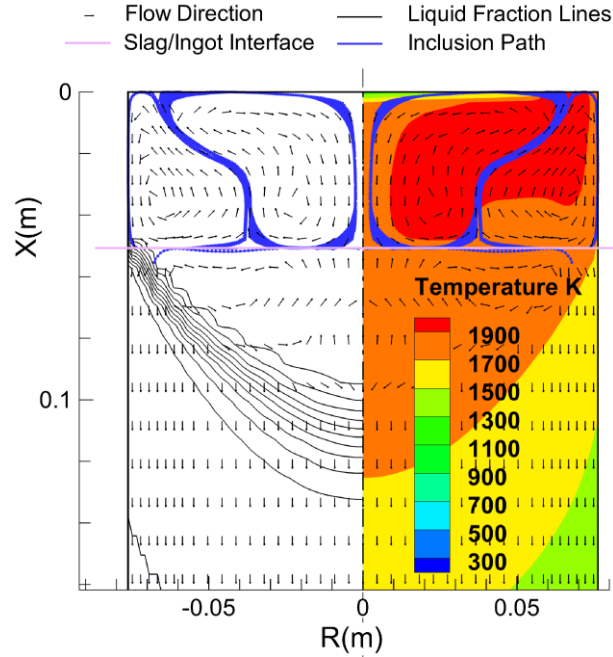 Flow Direction Liquid Fraction Lines
Slag/Ingot Interface Inclusion Path
0
X(m)
Temperature K
1900
1700
0.1
1500
1300
1100
900
700
500
300
-0.05 0 0.05
R(m)